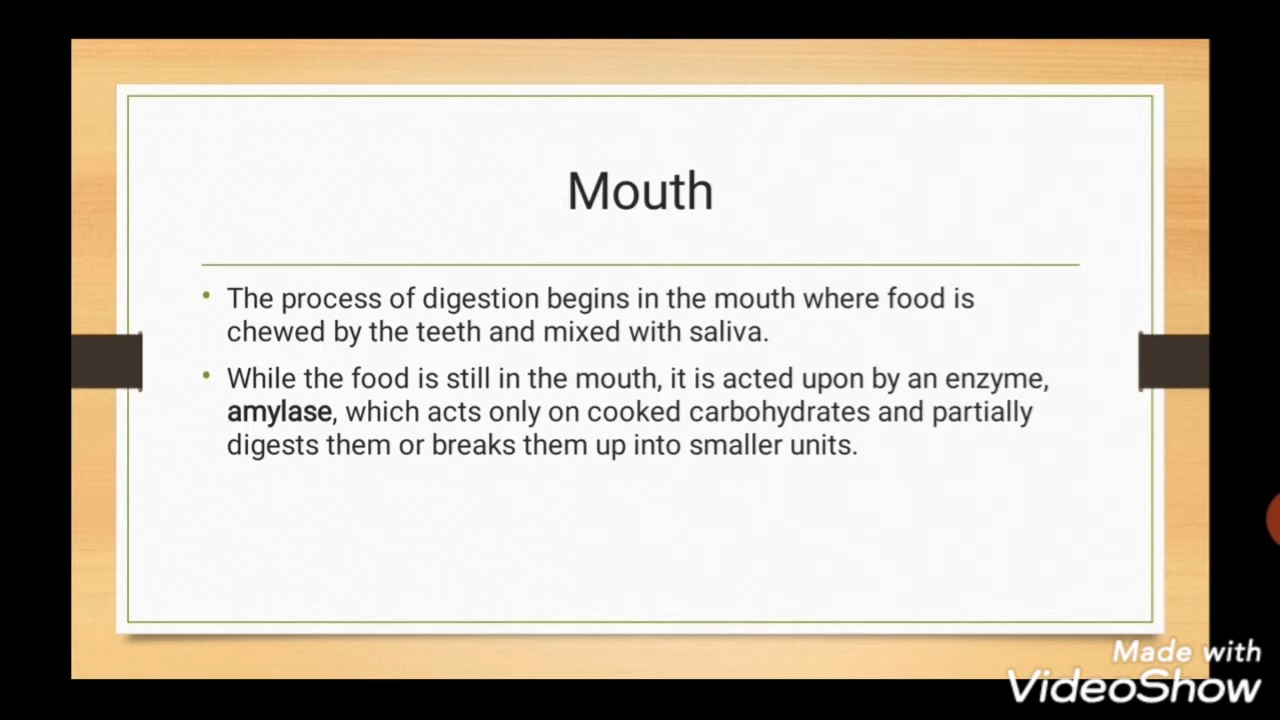 Mouth
• The process of digestion begins in the mouth where food is
chewed by the teeth and mixed with saliva.
• While the food is still in the mouth, it is acted upon by an enzyme,
amylase, which acts only on cooked carbohydrates and partially
digests them or breaks them up into smaller units.
Made with
VideoShow